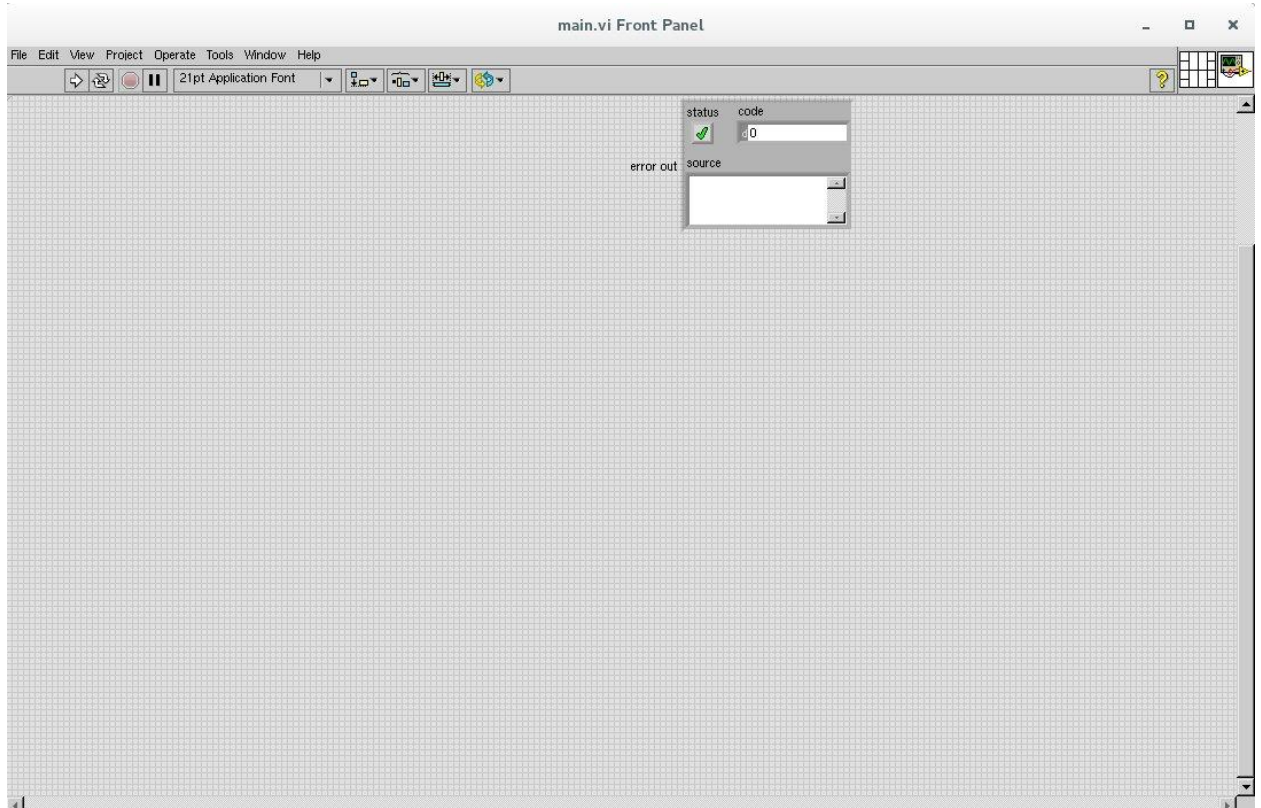 main.vi Front Panel
File Edit View Project Operate Tools Window Help
21pt Application Font
?
status code
0
error out source